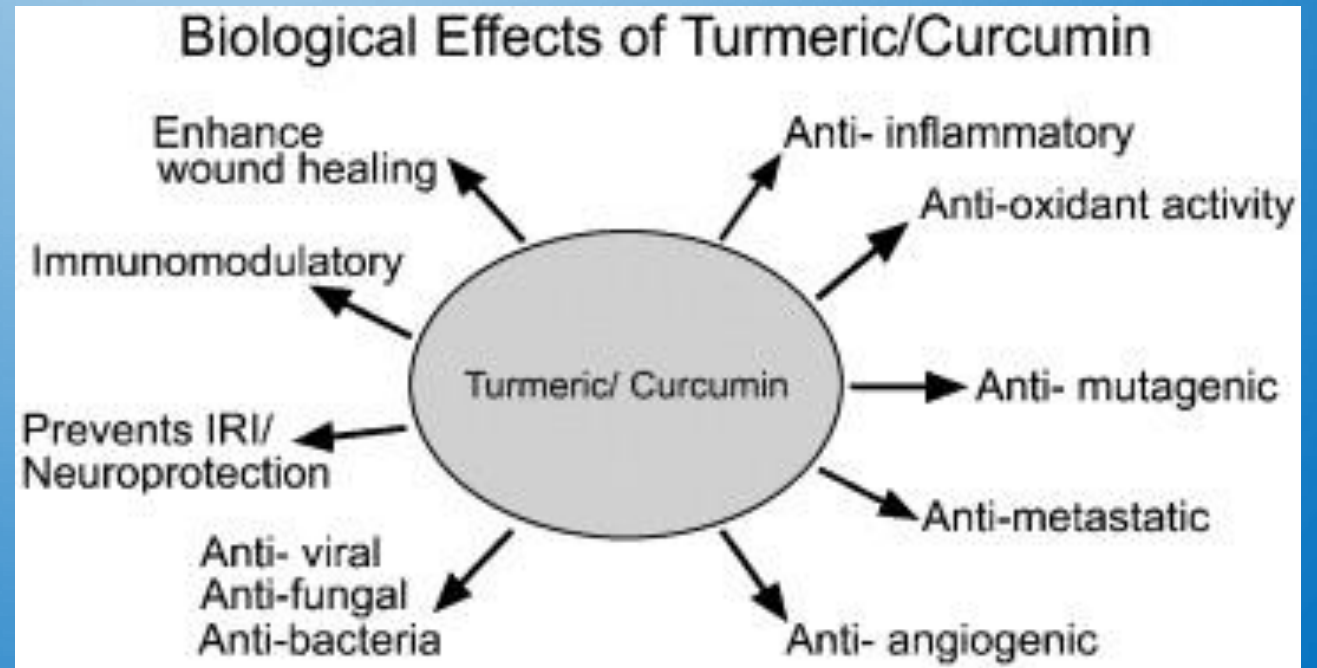 Biological Effects of Turmeric/Curcumin
Enhance
wound healing
Anti- inflammatory
Anti-oxidant activity
Immunomodulatory
Turmeric/ Curcumin
Anti- mutagenic
Prevents IRI/
Neuroprotection
Anti-metastatic
Anti- viral
Anti-fungal
Anti-bacteria
Anti- angiogenic